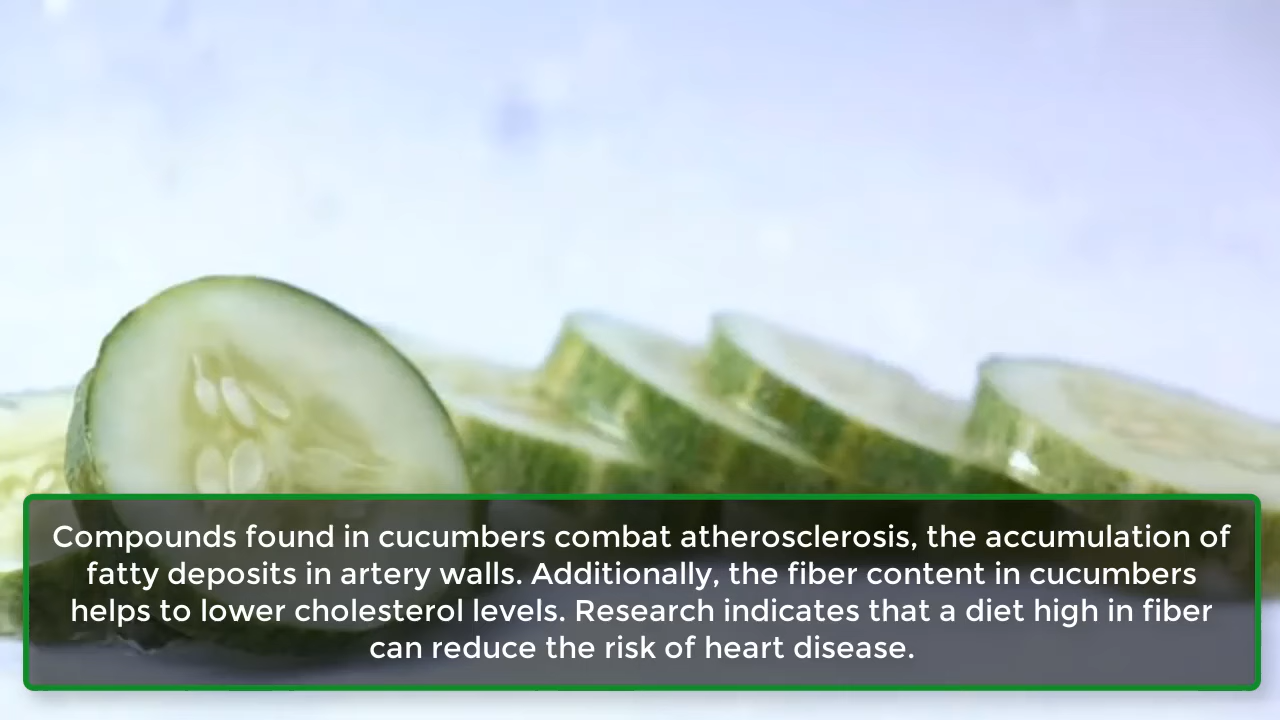 Compounds found in cucumbers combat atherosclerosis, the accumulation of
fatty deposits in artery walls. Additionally, the fiber content in cucumbers
helps to lower cholesterol levels. Research indicates that a diet high in fiber
can reduce the risk of heart disease.